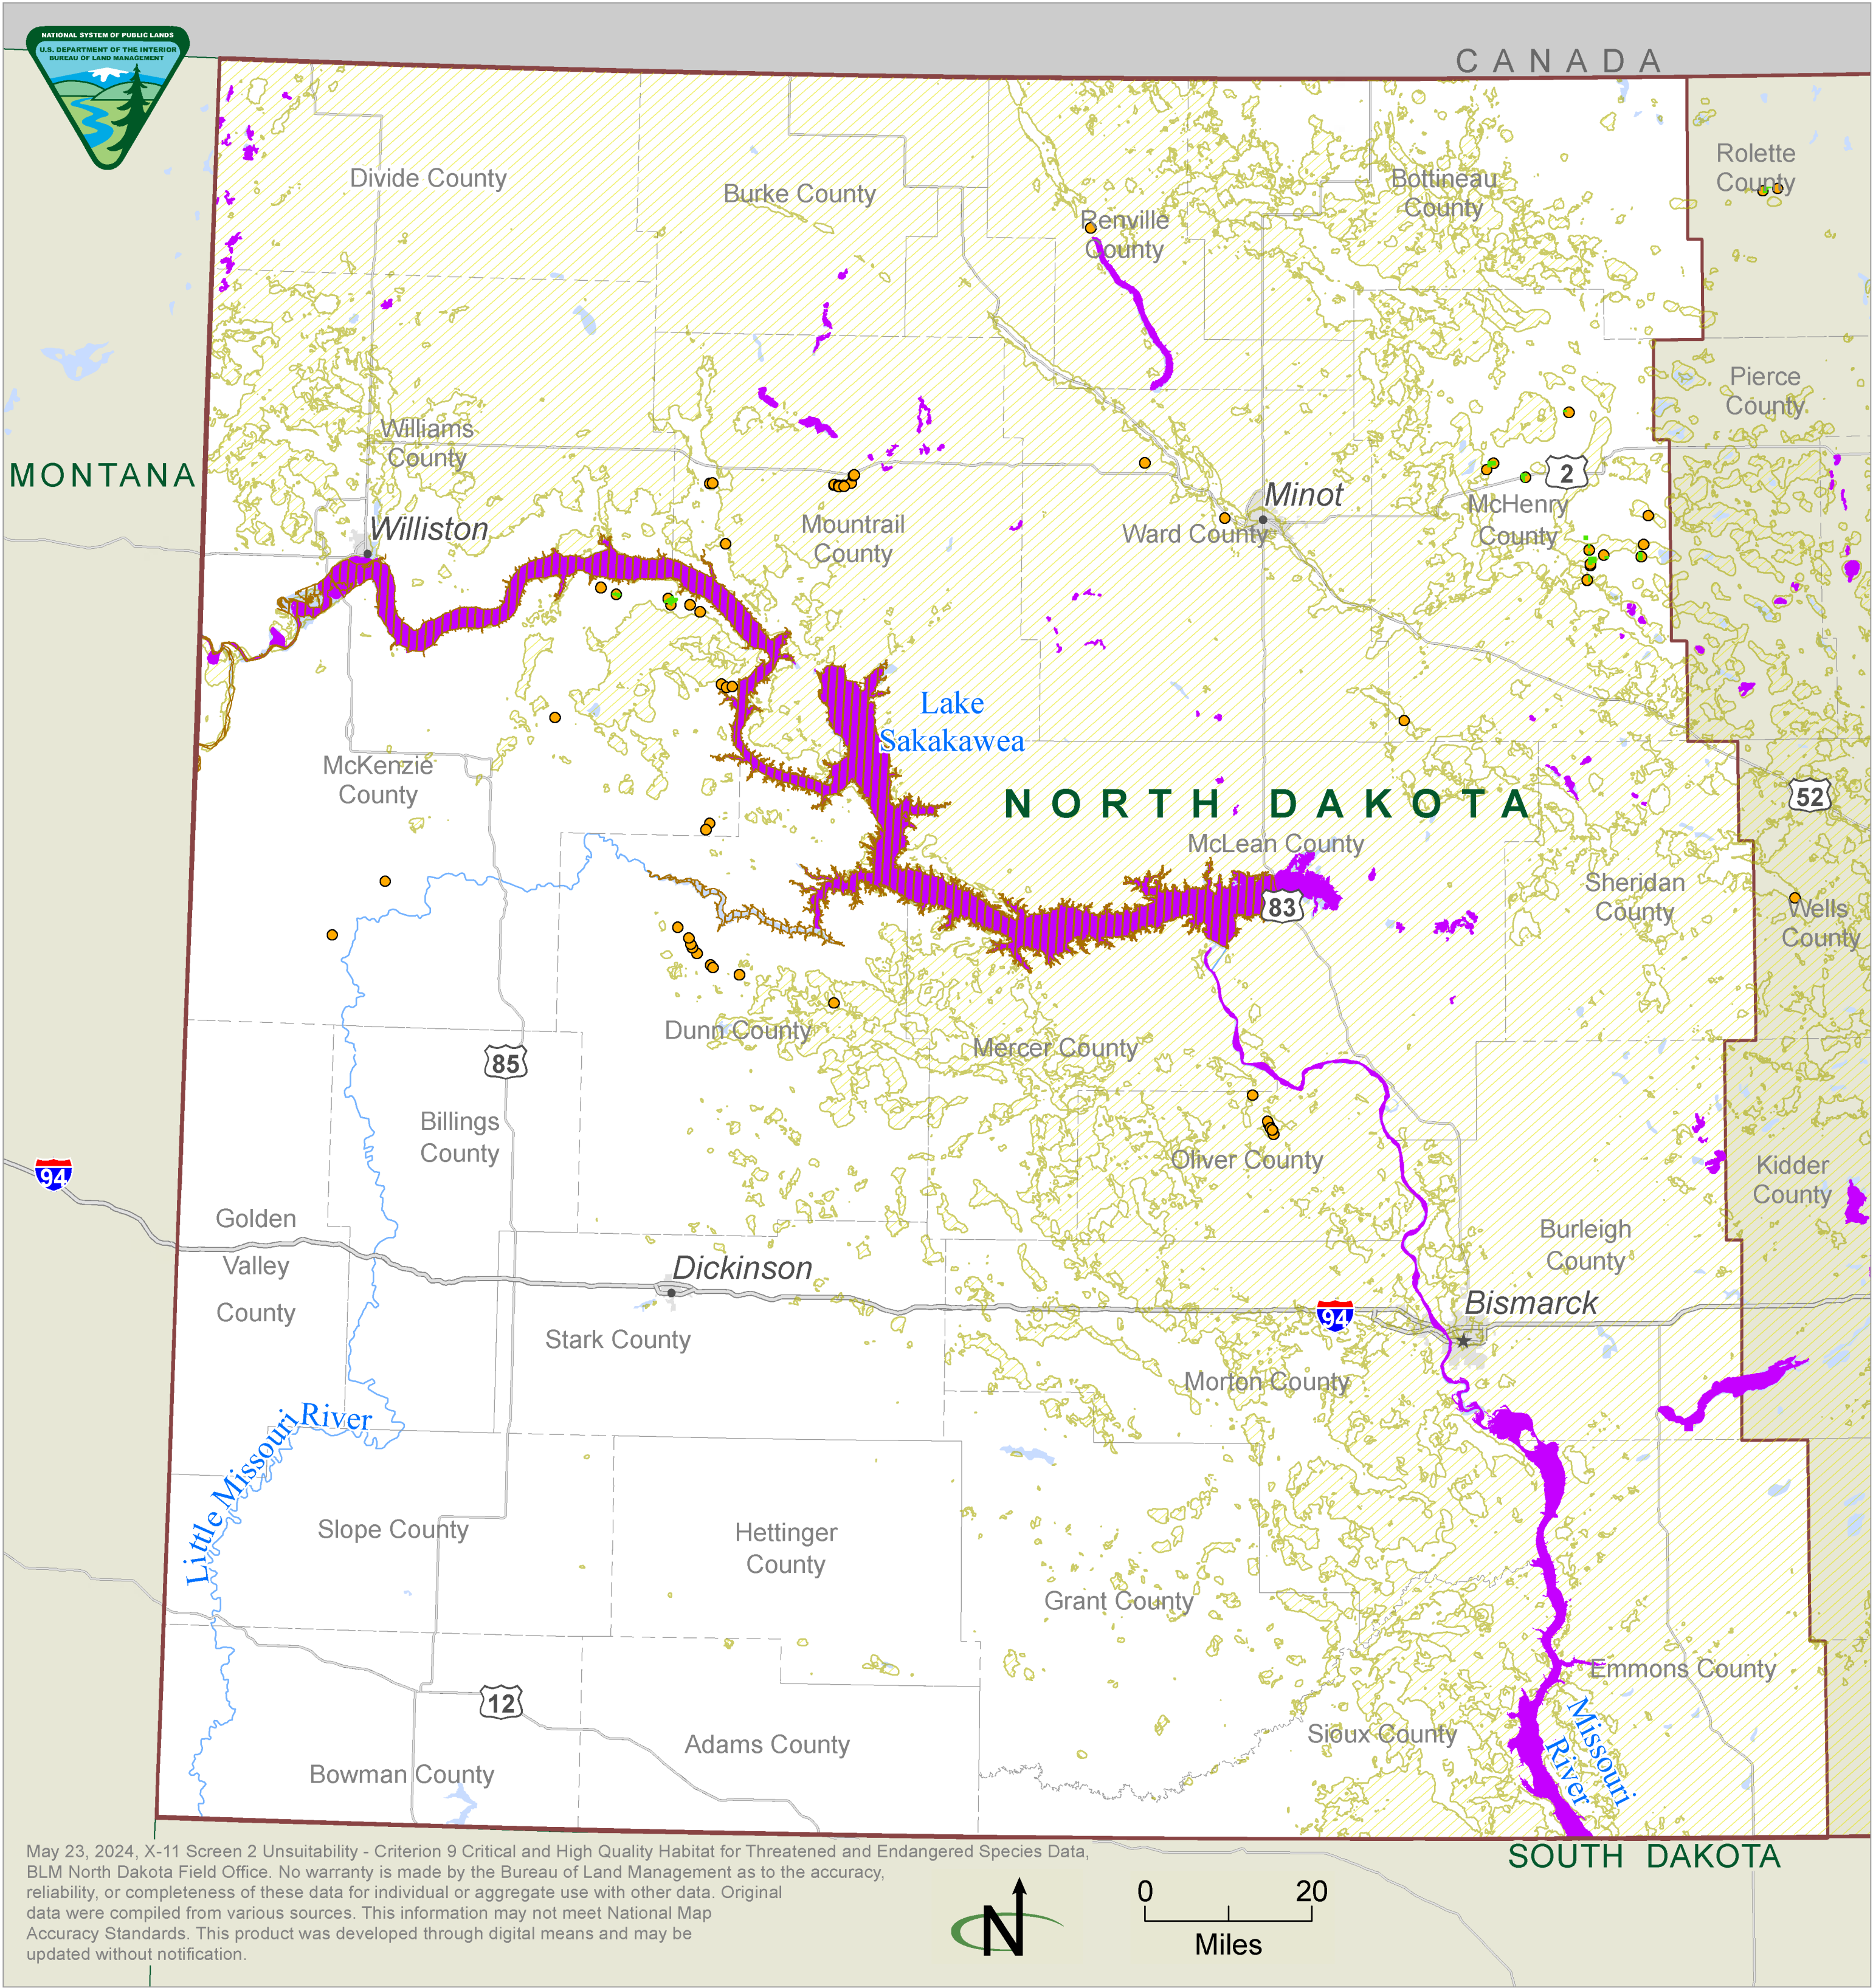 NATIONAL SYSTEM OF PUBLIC LANDS
U.S. DEPARTMENT OF THE INTERIOR
BUREAU OF LAND MANAGEMENT
CANADA
Rolette
County
Divide County
Burke County
Bottineau
County
Renville
County
Pierce
County
Williams
County
MONTANA
2
Minot
McHenry
County
Williston
Mountrail
County
Ward County
Lake
Sakakawea
McKenzie
County
NORTH DAKOTA
52
McLean County
83
Sheridan
County
Wells
County
Dunn County
Mercer County
85
Billings
County
Oliver County
94
Kidder
County
Golden
Valley
County
Burleigh
County
Dickinson
94
Bismarck
Stark County
Morton County
Little Missouri River
Slope County
Hettinger
County
Grant County
Emmons County
12
Sioux County
Missouri
River
Adams County
Bowman County
SOUTH DAKOTA
May 23, 2024, X-11 Screen 2 Unsuitability - Criterion 9 Critical and High Quality Habitat for Threatened and Endangered Species Data,
BLM North Dakota Field Office. No warranty is made by the Bureau of Land Management as to the accuracy,
reliability, or completeness of these data for individual or aggregate use with other data. Original
data were compiled from various sources. This information may not meet National Map
Accuracy Standards. This product was developed through digital means and may be
updated without notification.
N
0 20
Miles